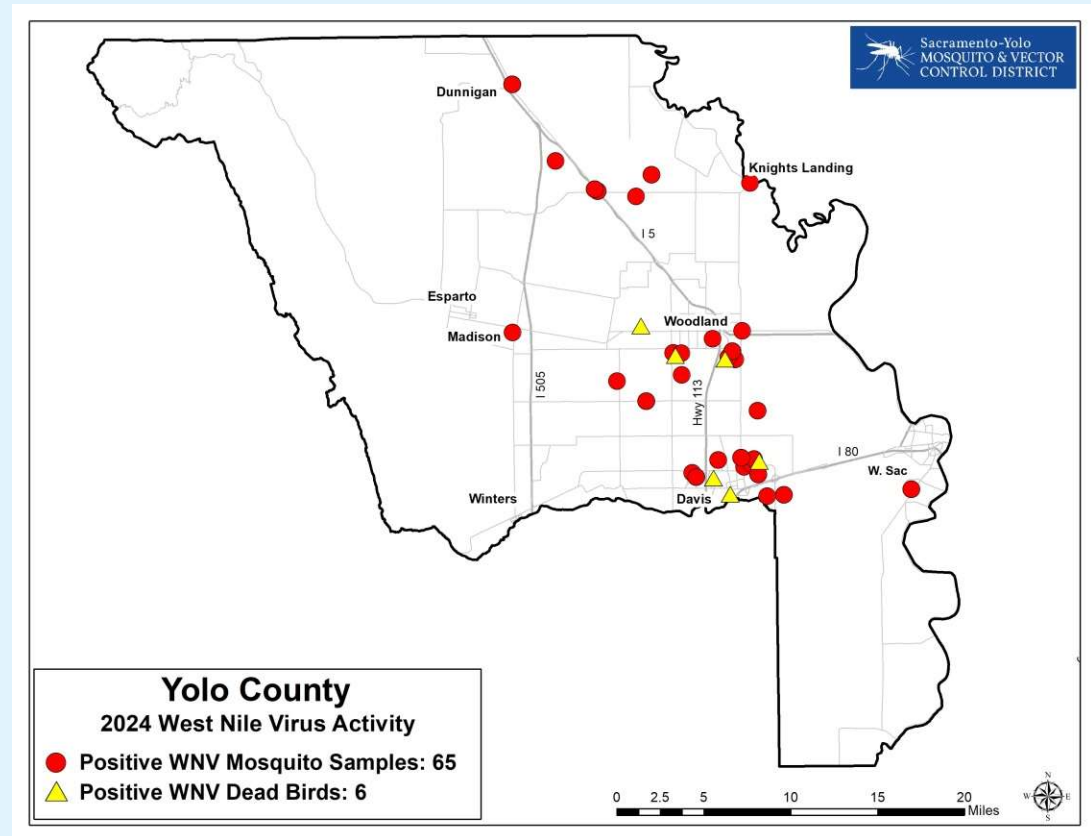 Sacramento-Yolo
MOSQUITO & VECTOR
CONTROL DISTRICT
Dunnigan
Knights Landing
I 5
Esparto
Madison
Woodland
I 505
Hwy 113
I 80
W. Sac
Winters
Davis
Yolo County
2024 West Nile Virus Activity
Positive WNV Mosquito Samples: 65
Positive WNV Dead Birds: 6
0 2.5 5 10 15 20
Miles
N
W E
S